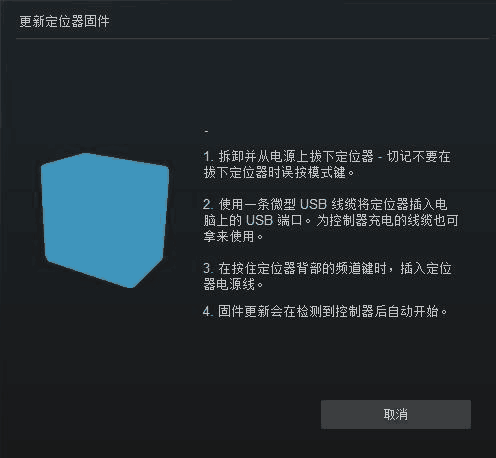 更新定位器固件
-
1. 拆卸并从电源上拔下定位器 - 切记不要在
拔下定位器时误按模式键。
2. 使用一条微型 USB 线缆将定位器插入电
脑上的 USB 端口。为控制器充电的线缆也可
拿来使用。
3. 在按住定位器背部的频道键时，插入定位
器电源线。
4. 固件更新会在检测到控制器后自动开始。
取消